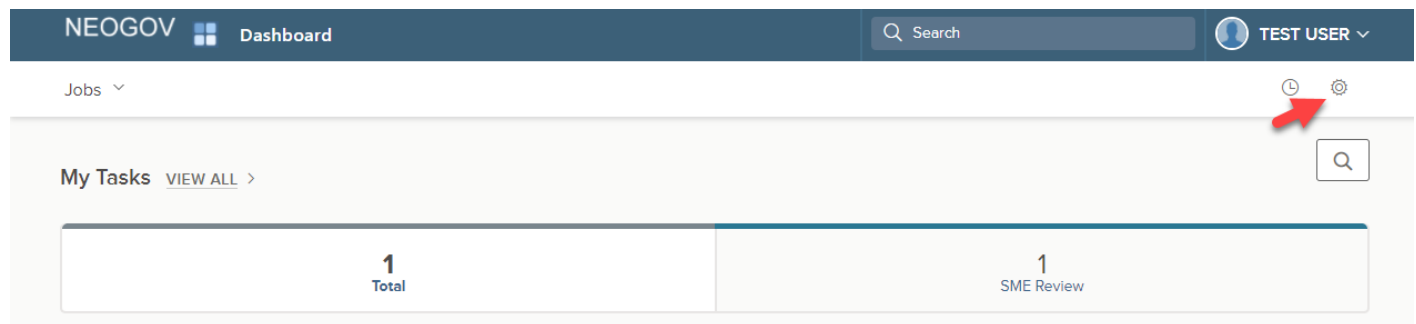 NEOGOV Dashboard Search TEST USER
Jobs
My Tasks VIEW ALL >
1 1
Total SME Review